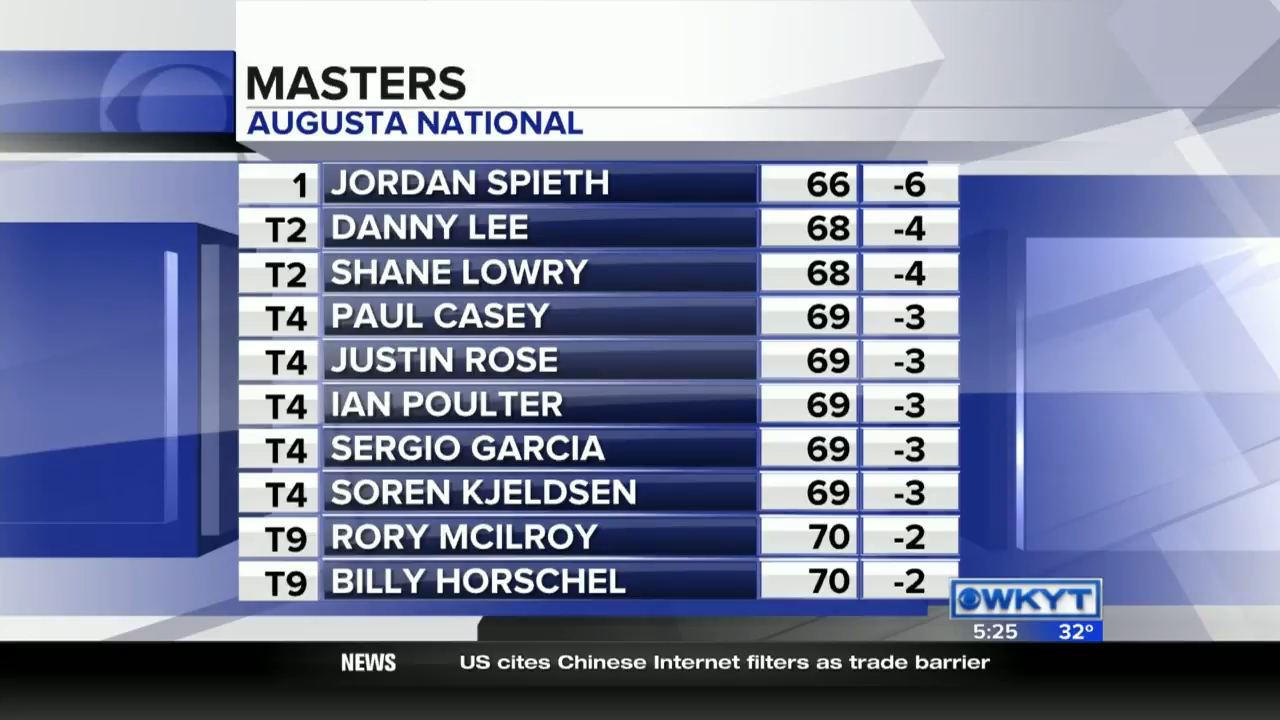 MASTERS
AUGUSTA NATIONAL
1 JORDAN SPIETH 66 -6
T2 DANNY LEE 68 -4
T2 SHANE LOWRY 68 -4
T4 PAUL CASEY 69 -3
T4 JUSTIN ROSE 69 -3
T4 IAN POULTER 69 -3
T4 SERGIO GARCIA 69 -3
T4 SOREN KJELDSEN 69 -3
T9 RORY MCILROY 70 -2
T9 BILLY HORSCHEL 70 -2
WKYT
5:25 32°
NEWS US cites Chinese Internet filters as trade barrier